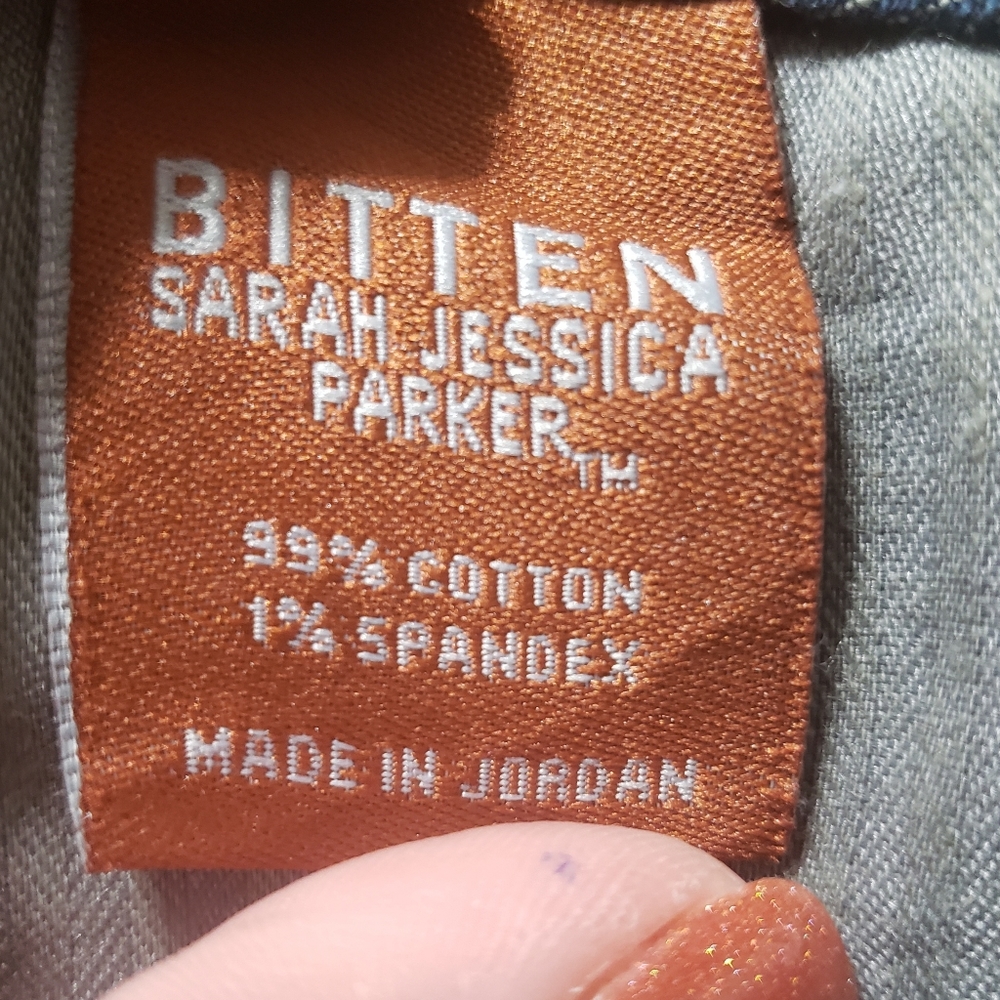 BITTEN
SARAH JESSICA
PARKER TM
99% COTTON
1% SPANDEX
MADE IN JORDAN